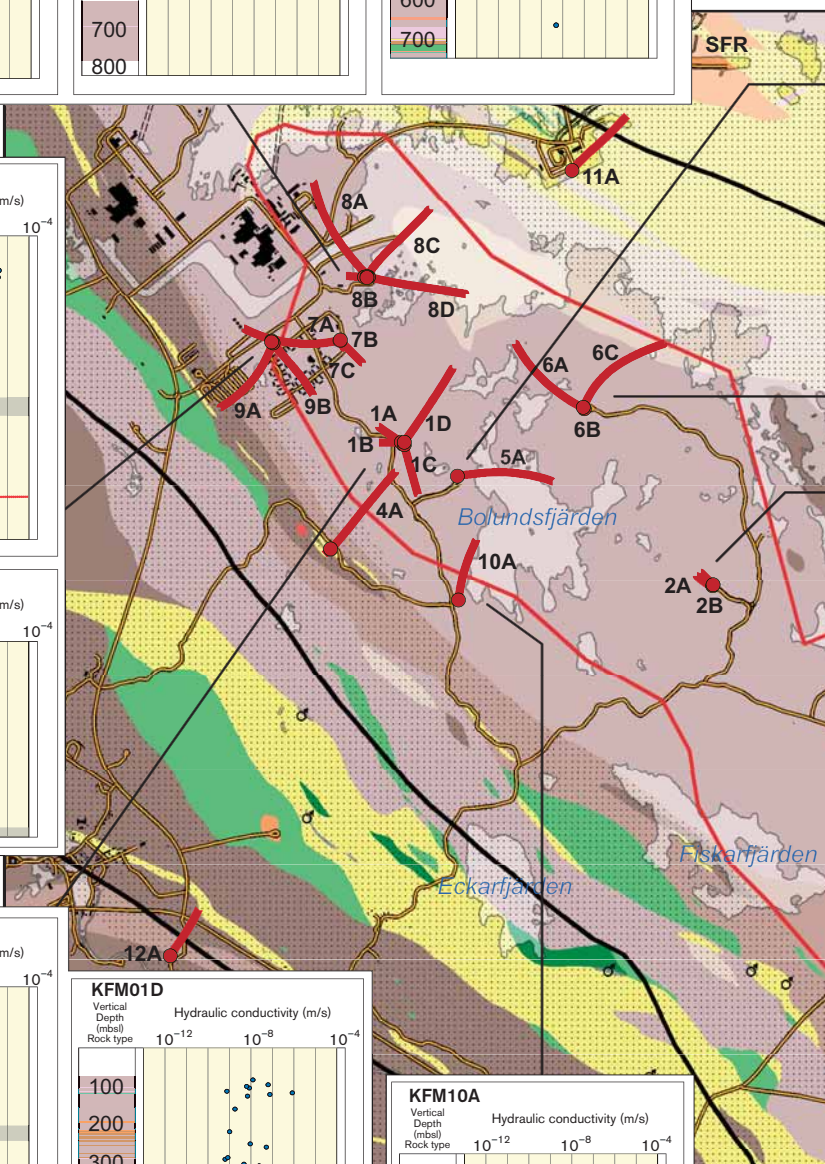 600
700
700
800
SFR
11A
m/s)
10⁻⁴
8A
8C
8B
8D
7A
7B
7C
6A
6C
9A
9B
6B
1A
1D
1B
1C
5A
4A
Bolundsfjärden
10A
2A
2B
m/s)
10⁻⁴
Fiskarfjärden
Eckarfjärden
12A
m/s)
10⁻⁴
KFM01D
Vertical
Depth
(mbsl)
Rock type
Hydraulic conductivity (m/s)
10⁻¹² 10⁻⁸ 10⁻⁴
100
200
300
KFM10A
Vertical
Depth
(mbsl)
Rock type
Hydraulic conductivity (m/s)
10⁻¹² 10⁻⁸ 10⁻⁴